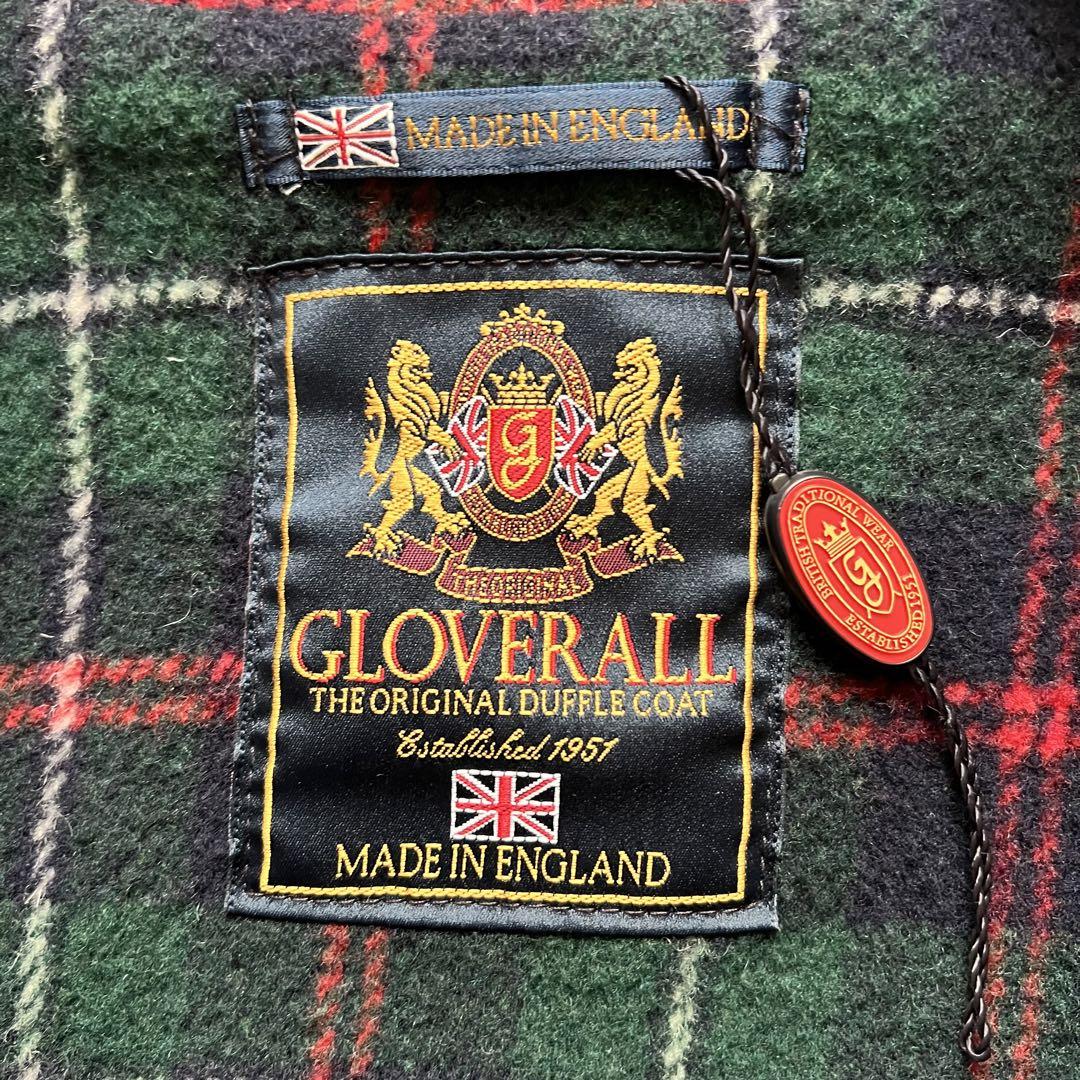 MADE IN ENGLAND
G
THE ORIGINAL
GLOVERALL
THE ORIGINAL DUFFLE COAT
Established 1951
MADE IN ENGLAND
BRITISH TRADITIONAL WEAR
G
ESTABLISHED 1951